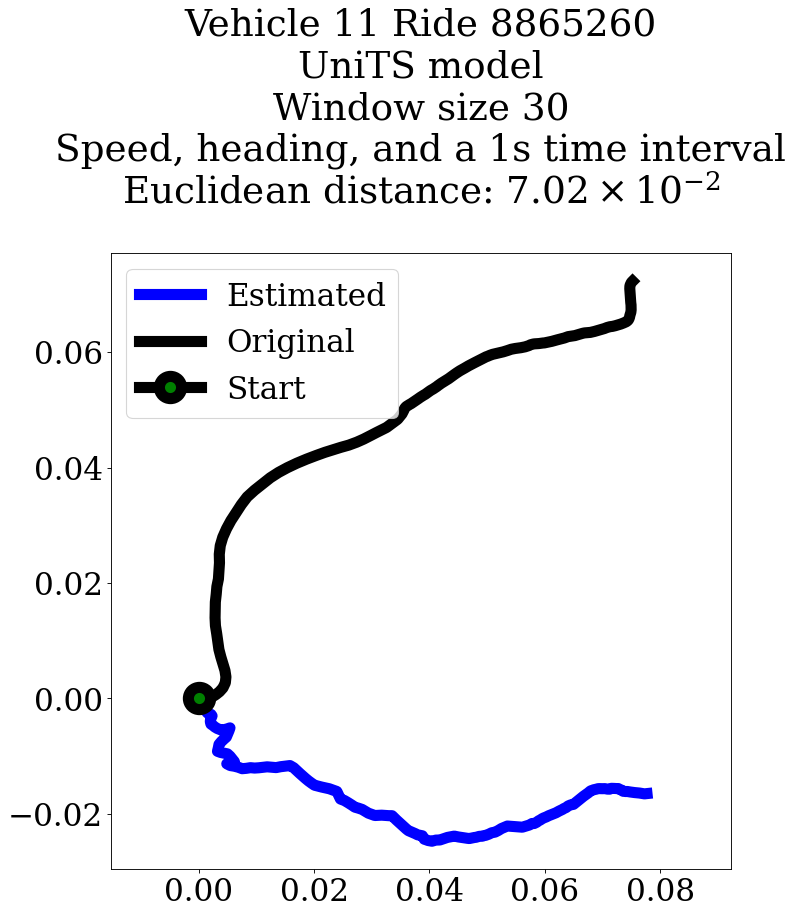 Vehicle 11 Ride 8865260
UniTS model
Window size 30
Speed, heading, and a 1s time interval
Euclidean distance: 7.02 × 10⁻²
Estimated
Original
Start
0.06
0.04
0.02
0.00
−0.02
0.00 0.02 0.04 0.06 0.08